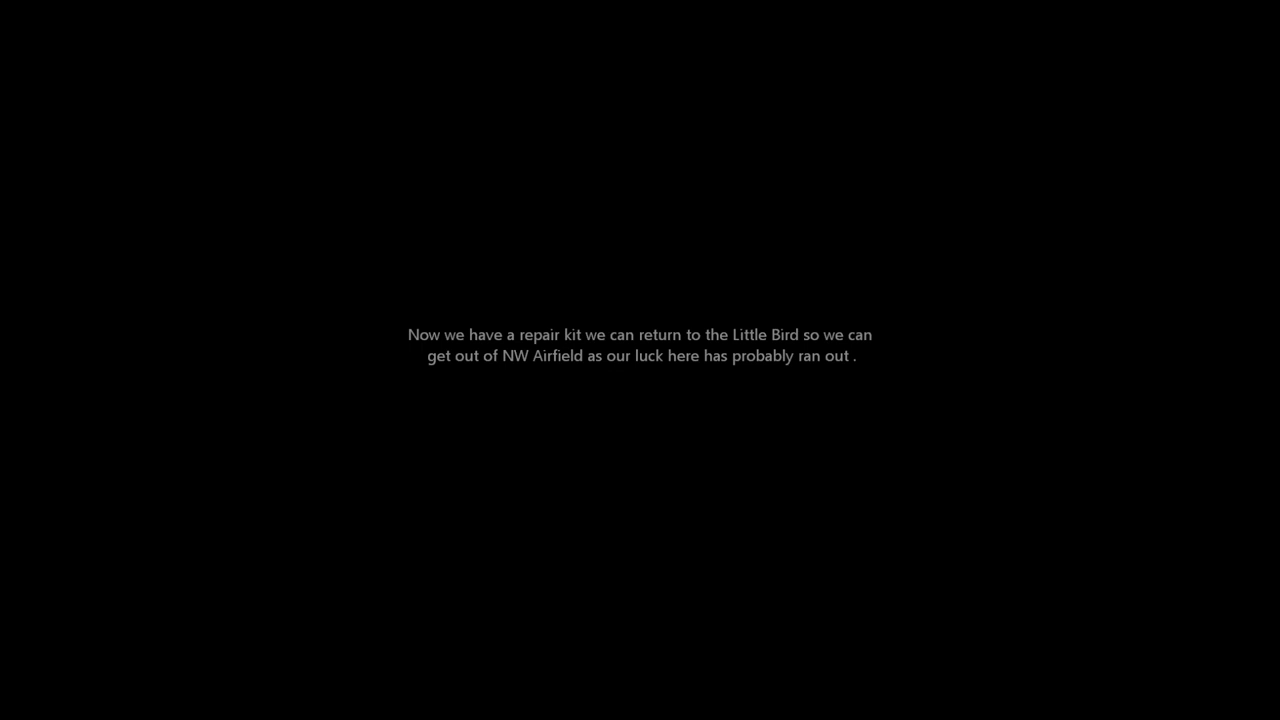 Now we have a repair kit we can return to the Little Bird so we can
get out of NW Airfield as our luck here has probably ran out .